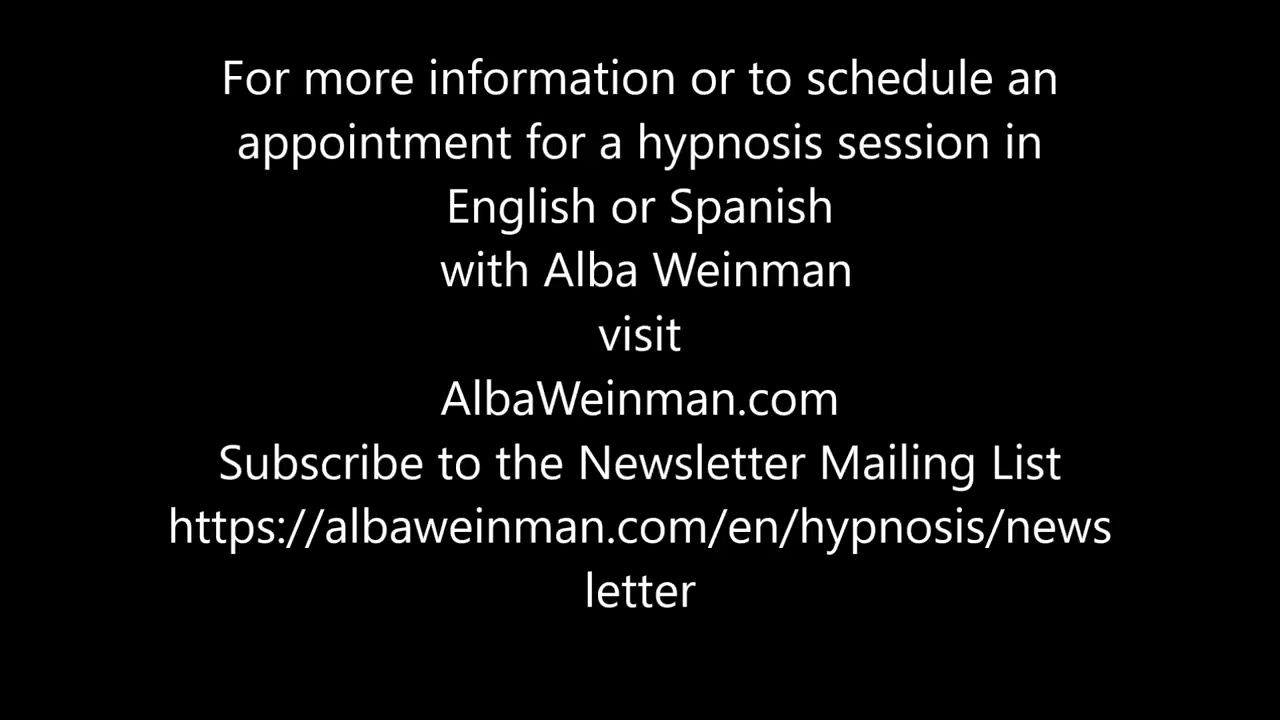 For more information or to schedule an
appointment for a hypnosis session in
English or Spanish
with Alba Weinman
visit
AlbaWeinman.com
Subscribe to the Newsletter Mailing List
https://albaweinman.com/en/hypnosis/news
letter